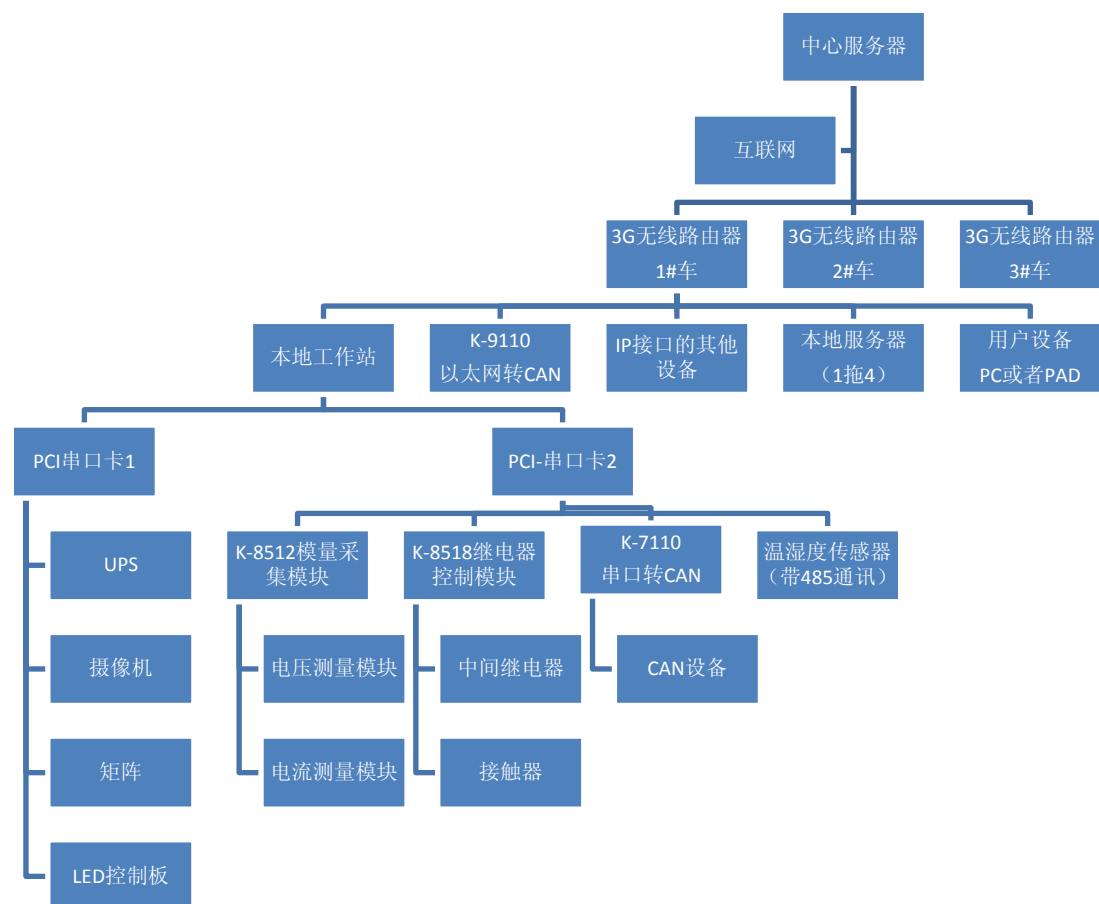 中心服务器
互联网
3G无线路由器
1#车
3G无线路由器
2#车
3G无线路由器
3#车
本地工作站
K-9110
以太网转CAN
IP接口的其他
设备
本地服务器
（1拖4）
用户设备
PC或者PAD
PCI串口卡1
PCI-串口卡2
UPS
摄像机
矩阵
LED控制板
K-8512模量采
集模块
电压测量模块
电流测量模块
K-8518继电器
控制模块
中间继电器
接触器
K-7110
串口转CAN
CAN设备
温湿度传感器
（带485通讯）